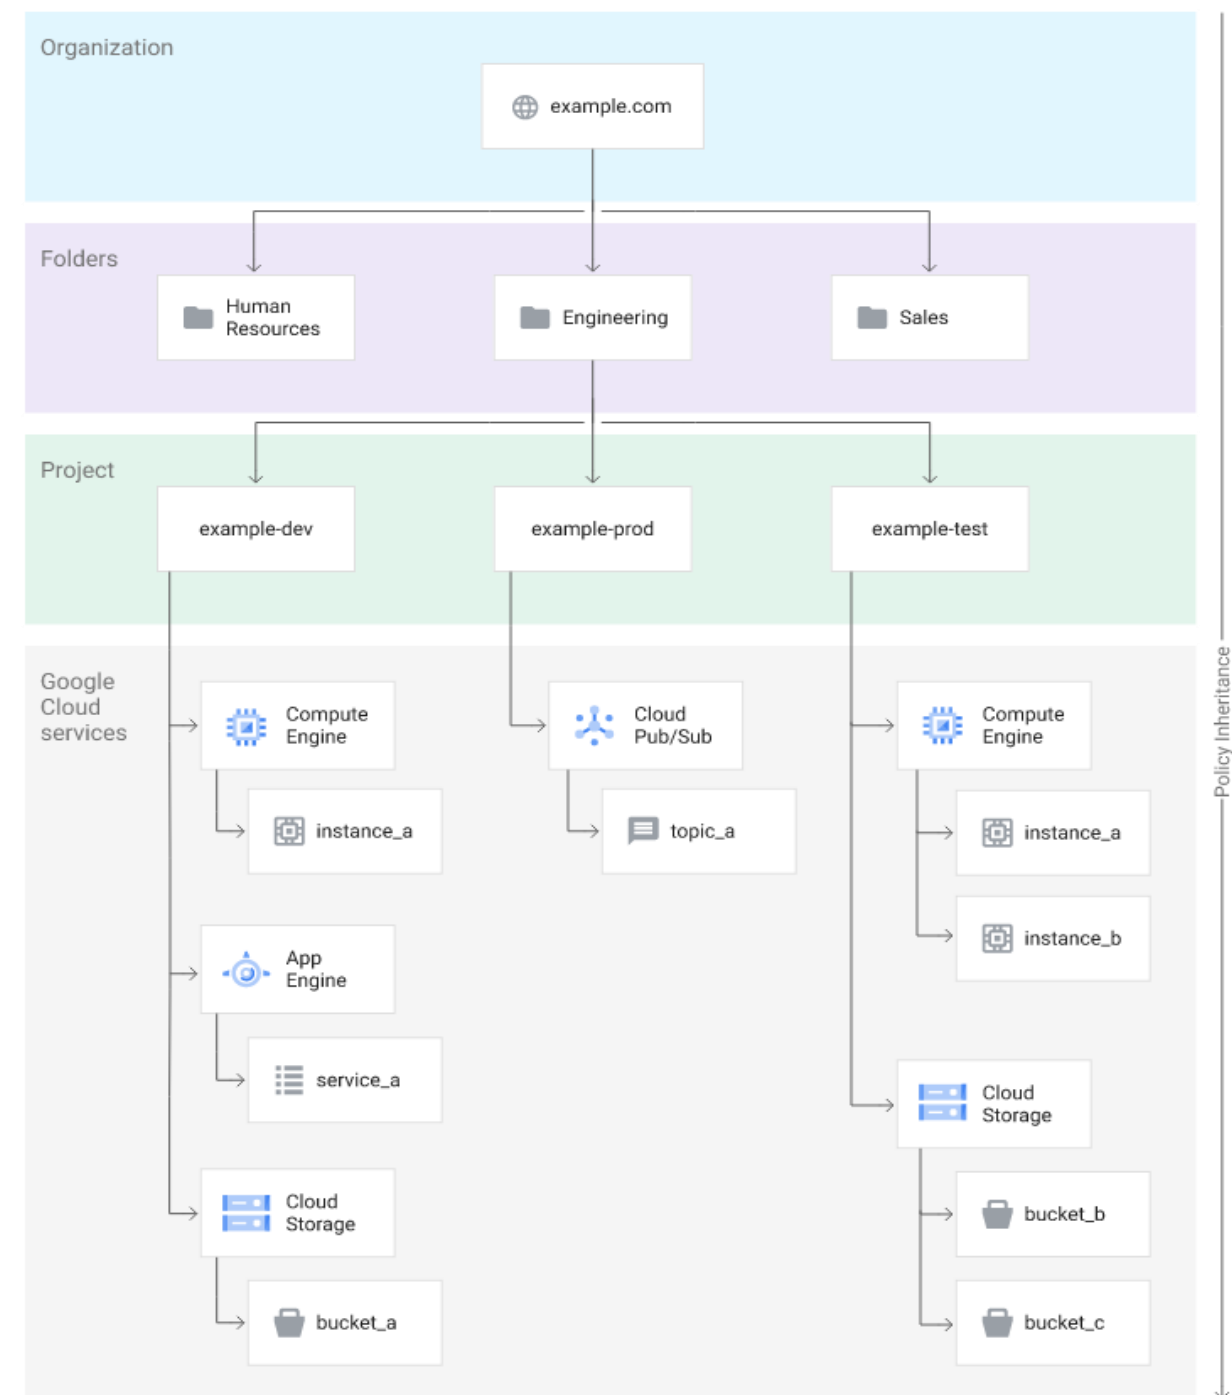 Organization
example.com
Folders
Human
Resources
Engineering
Sales
Project
example-dev
example-prod
example-test
Google
Cloud
services
Compute
Engine
instance_a
App
Engine
service_a
Cloud
Storage
bucket_a
Cloud
Pub/Sub
topic_a
Compute
Engine
instance_a
instance_b
Cloud
Storage
bucket_b
bucket_c
Policy Inheritance